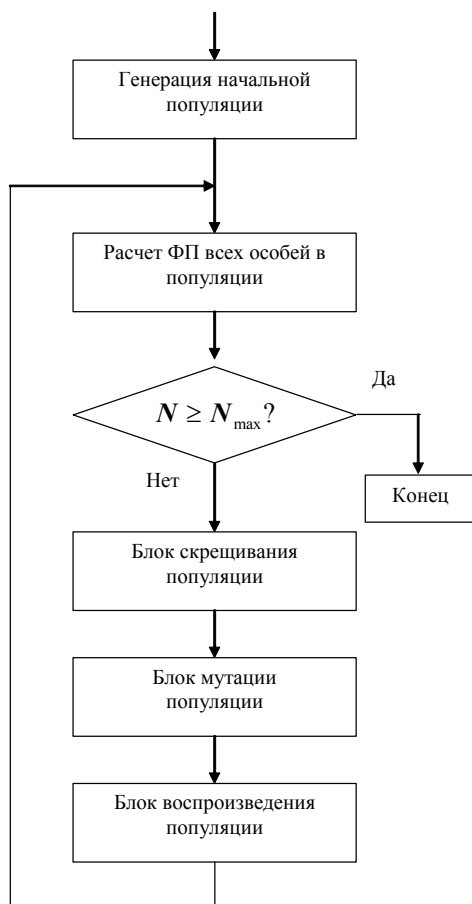 Генерация начальной
популяции
Расчет ФП всех особей в
популяции
N ≥ N max ?
Да
Нет
Конец
Блок скрещивания
популяции
Блок мутации
популяции
Блок воспроизведения
популяции